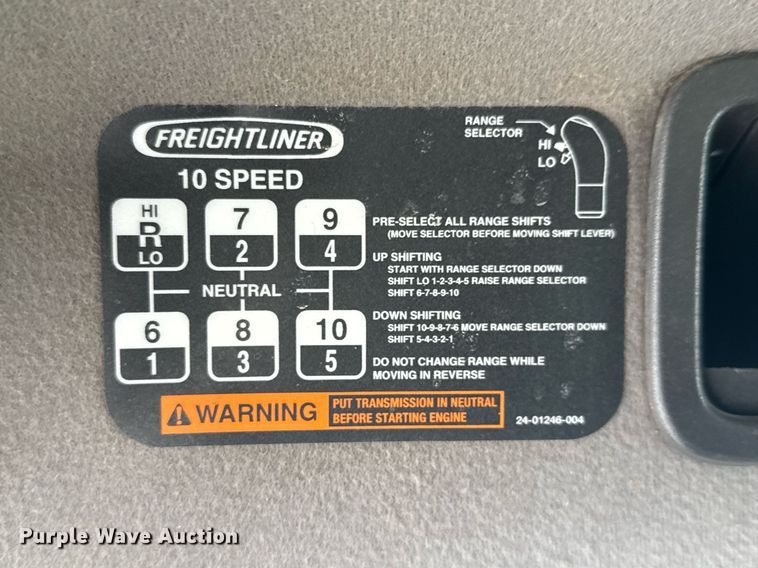 FREIGHTLINER
RANGE
SELECTOR
HI
LO
10 SPEED
HI
R
LO
7
2
9
4
NEUTRAL
6
1
8
3
10
5
PRE-SELECT ALL RANGE SHIFTS
(MOVE SELECTOR BEFORE MOVING SHIFT LEVER)
UP SHIFTING
START WITH RANGE SELECTOR DOWN
SHIFT LO 1-2-3-4-5 RAISE RANGE SELECTOR
SHIFT 6-7-8-9-10
DOWN SHIFTING
SHIFT 10-9-8-7-6 MOVE RANGE SELECTOR DOWN
SHIFT 5-4-3-2-1
DO NOT CHANGE RANGE WHILE
MOVING IN REVERSE
WARNING
PUT TRANSMISSION IN NEUTRAL
BEFORE STARTING ENGINE
24-01246-004
Purple Wave Auction